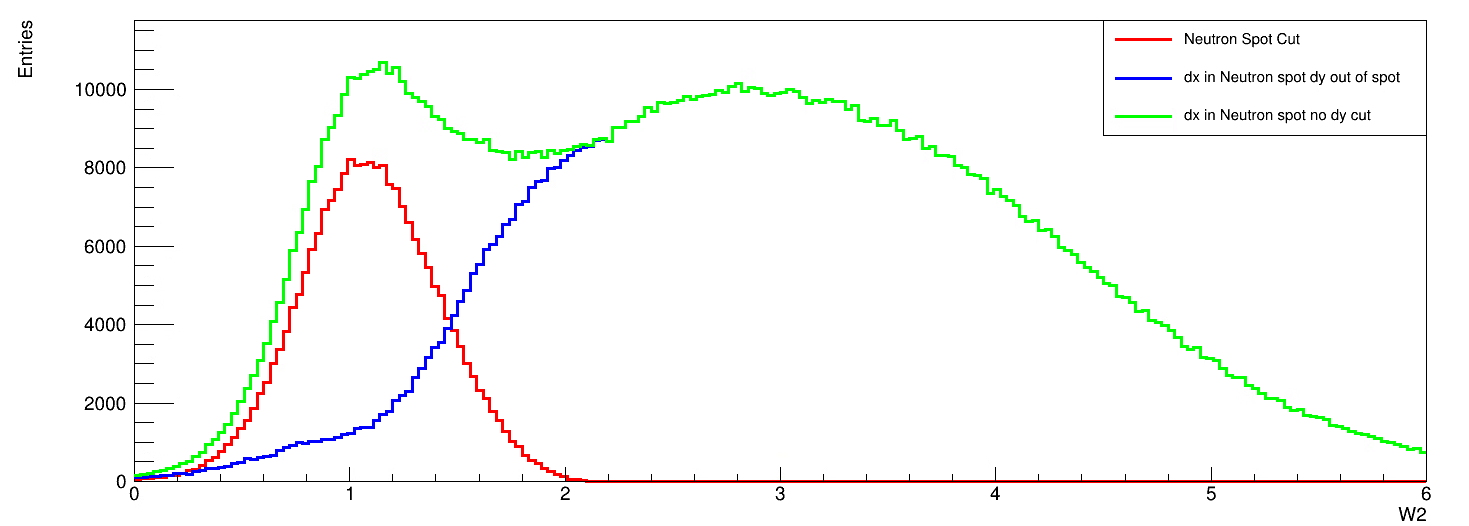 Entries
10000
8000
6000
4000
2000
0
0 1 2 3 4 5 6
W2
Neutron Spot Cut
dx in Neutron spot dy out of spot
dx in Neutron spot no dy cut